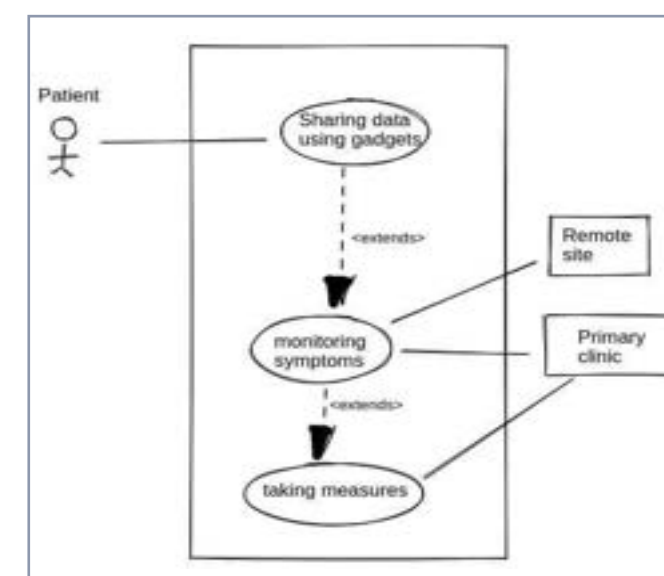 Patient
Sharing data
using gadgets
<extends>
Remote
site
Primary
clinic
monitoring
symptoms
<extends>
taking measures